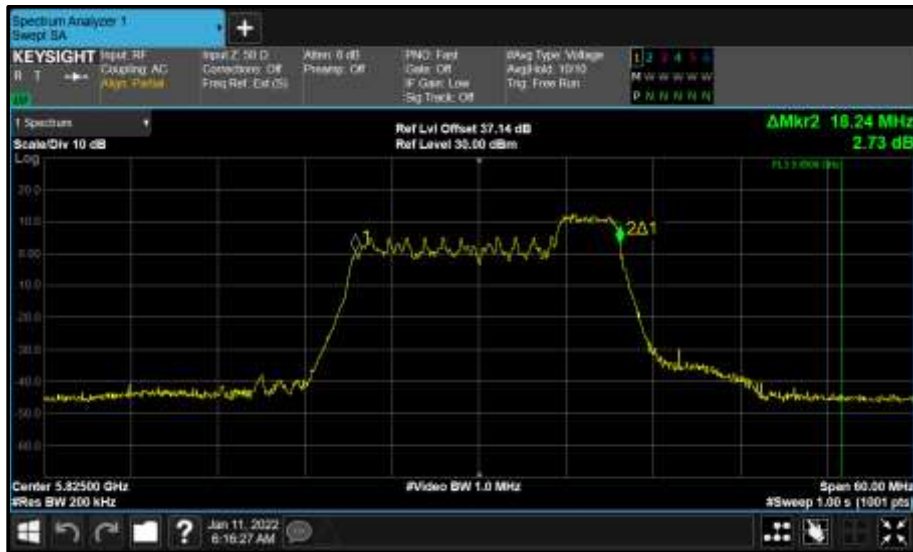 Spectrum Analyzer 1
Swept SA
+
KEYSIGHT
R T
Input: RF
Coupling: AC
Align: Partial
Input Z: 50 Ω
Corrections: Off
Freq Ref: Ext (S)
Atten: 6 dB
Preamp: Off
PNO: Fast
Gate: Off
IF Gain: Low
Sig Track: Off
#Avg Type: Voltage
Avg|Hold: 10/10
Trig: Free Run
1 2 3 4 5 6
M W W W W W
P N N N N N
1 Spectrum
Scale/Div 10 dB
Ref Lvl Offset 37.14 dB
Ref Level 30.00 dBm
ΔMkr2 18.24 MHz
2.73 dB
Log
20.0
10.0
0.00
-30.0
-40.0
-50.0
-60.0
1
2Δ1
Center 5.82500 GHz
#Res BW 200 kHz
#Video BW 1.0 MHz
Span 60.00 MHz
#Sweep 1.00 s (1001 pts)
?
Jan 11, 2022
6:16:27 AM